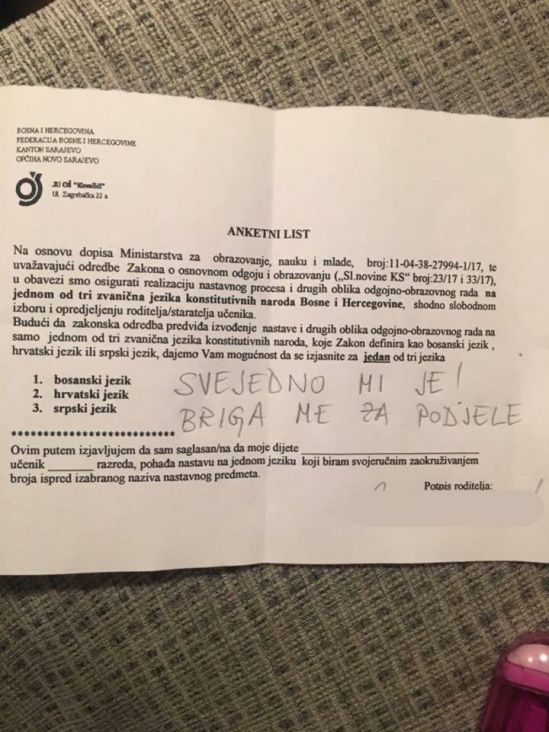 BOSNA I HERCEGOVINA
FEDERACIJA BOSNE I HERCEGOVINE
KANTON SARAJEVO
OPĆINA NOVO SARAJEVO
JU OŠ "Kovačići"
Ul. Zagrebačka 22 a
ANKETNI LIST
Na osnovu dopisa Ministarstva za obrazovanje, nauku i mlade, broj:11-04-38-27994-1/17, te
uvažavajući odredbe Zakona o osnovnom odgoju i obrazovanju („Sl.novine KS“ broj:23/17 i 33/17),
u obavezi smo osigurati realizaciju nastavnog procesa i drugih oblika odgojno-obrazovnog rada na
jednom od tri zvanična jezika konstitutivnih naroda Bosne i Hercegovine, shodno slobodnom
izboru i opredjeljenju roditelja/staratelja učenika.
Budući da zakonska odredba predviđa izvođenje nastave i drugih oblika odgojno-obrazovnog rada na
samo jednom od tri zvanična jezika konstitutivnih naroda, koje Zakon definira kao bosanski jezik ,
hrvatski jezik ili srpski jezik, dajemo Vam mogućnost da se izjasnite za jedan od tri jezika
1. bosanski jezik
2. hrvatski jezik
3. srpski jezik
SVEJEDNO MI JE!
BRIGA ME ZA PODJELE
**************************
Ovim putem izjavljujem da sam saglasan/na da moje dijete ______________________________
učenik ________ razreda, pohađa nastavu na jednom jeziku koji biram svojeručnim zaokruživanjem
broja ispred izabranog naziva nastavnog predmeta.
Potpis roditelja: